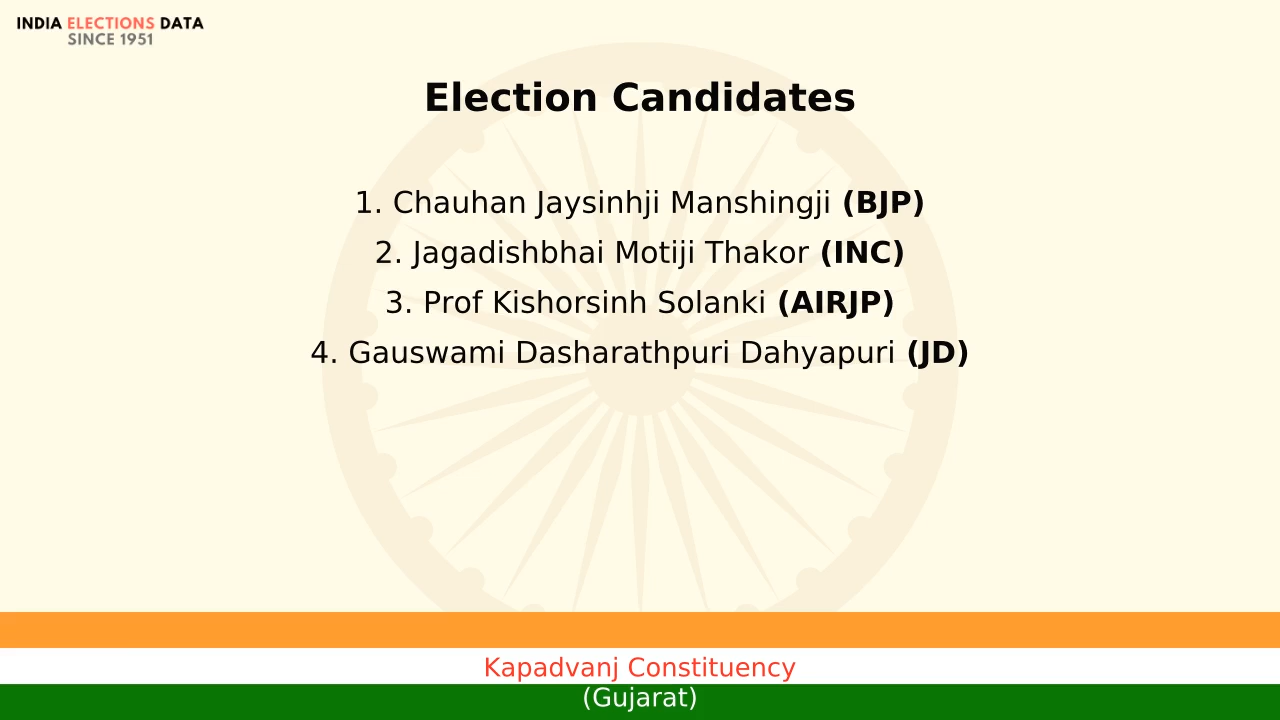 INDIA ELECTIONS DATA
SINCE 1951
Election Candidates
1. Chauhan Jaysinhji Manshingji (BJP)
2. Jagadishbhai Motiji Thakor (INC)
3. Prof Kishorsinh Solanki (AIRJP)
4. Gauswami Dasharathpuri Dahyapuri (JD)
Kapadvanj Constituency
(Gujarat)